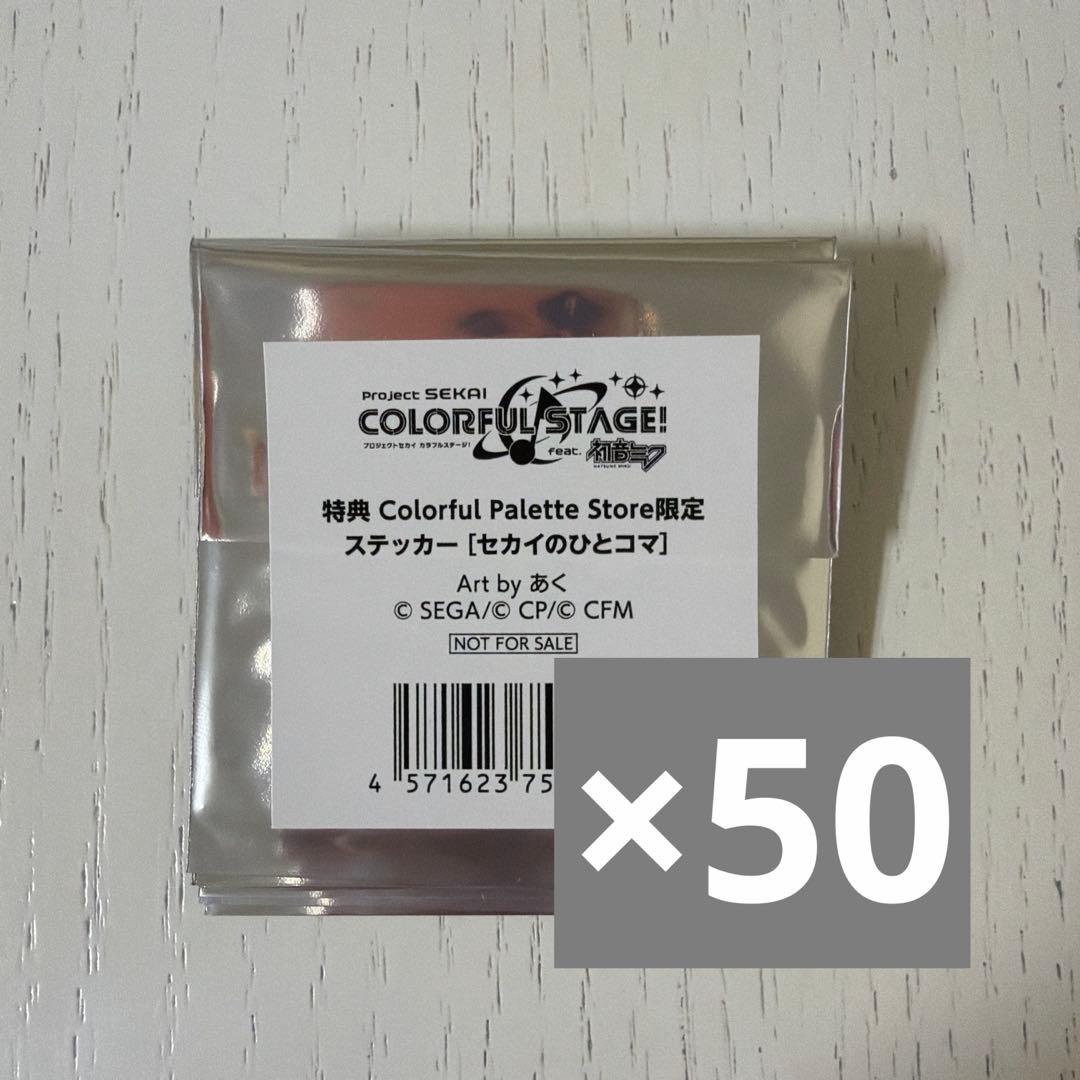 Project SEKAI
COLORFUL STAGE!
プロジェクトセカイ カラフルステージ!
feat. 初音ミク
HATSUNE MIKU
特典 Colorful Palette Store限定
ステッカー [セカイのひとコマ]
Art by あく
© SEGA/© CP/© CFM
NOT FOR SALE
4 571623 75
×50